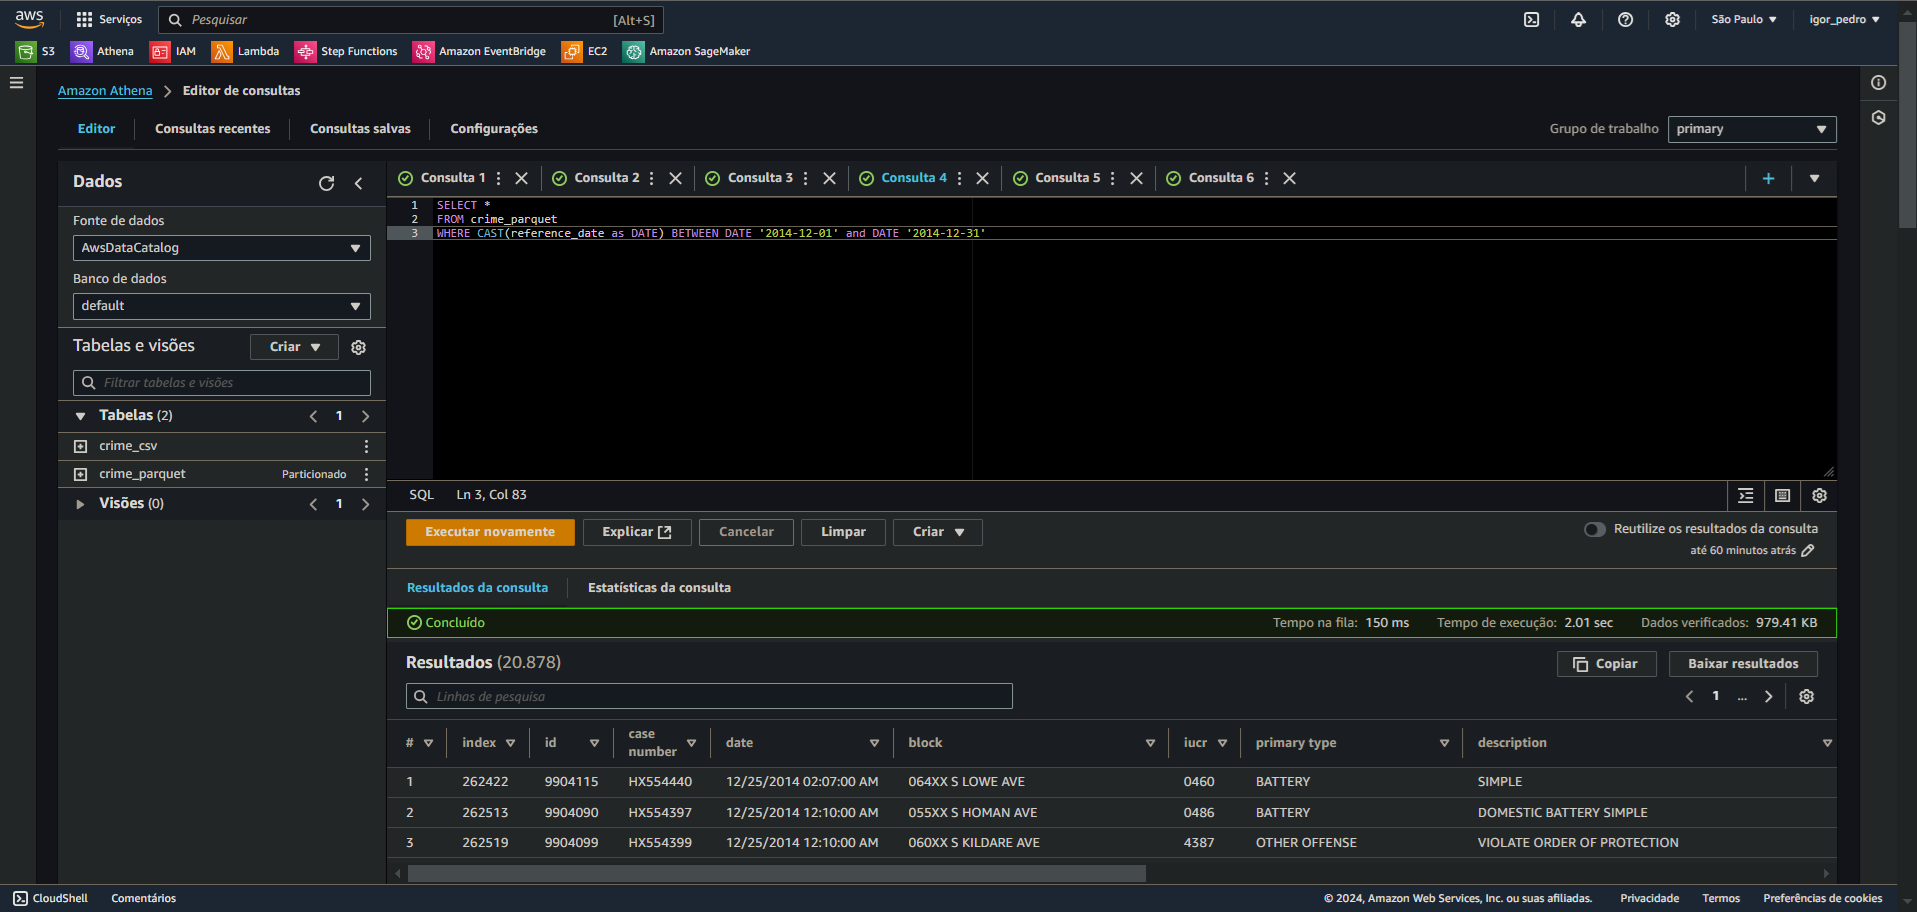 aws Serviços Pesquisar [Alt+S] São Paulo igor_pedro
S3 Athena IAM Lambda Step Functions Amazon EventBridge EC2 Amazon SageMaker
Amazon Athena Editor de consultas
Editor Consultas recentes Consultas salvas Configurações Grupo de trabalho primary
Dados
Fonte de dados
AwsDataCatalog
Banco de dados
default
Tabelas e visões Criar
Filtrar tabelas e visões
Tabelas (2) 1
crime_csv
crime_parquet Particionado
Visões (0) 1
Consulta 1 Consulta 2 Consulta 3 Consulta 4 Consulta 5 Consulta 6
1 SELECT *
2 FROM crime_parquet
3 WHERE CAST(reference_date as DATE) BETWEEN DATE '2014-12-01' and DATE '2014-12-31'
SQL Ln 3, Col 83
Executar novamente Explicar Cancelar Limpar Criar Reutilize os resultados da consulta
até 60 minutos atrás
Resultados da consulta Estatísticas da consulta
Concluído Tempo na fila: 150 ms Tempo de execução: 2.01 sec Dados verificados: 979.41 KB
Resultados (20.878) Copiar Baixar resultados
Linhas de pesquisa 1 ...
# index id case number date block iucr primary type description
1 262422 9904115 HX554440 12/25/2014 02:07:00 AM 064XX S LOWE AVE 0460 BATTERY SIMPLE
2 262513 9904090 HX554397 12/25/2014 12:10:00 AM 055XX S HOMAN AVE 0486 BATTERY DOMESTIC BATTERY SIMPLE
3 262519 9904099 HX554399 12/25/2014 12:10:00 AM 060XX S KILDARE AVE 4387 OTHER OFFENSE VIOLATE ORDER OF PROTECTION
CloudShell Comentários © 2024, Amazon Web Services, Inc. ou suas afiliadas. Privacidade Termos Preferências de cookies